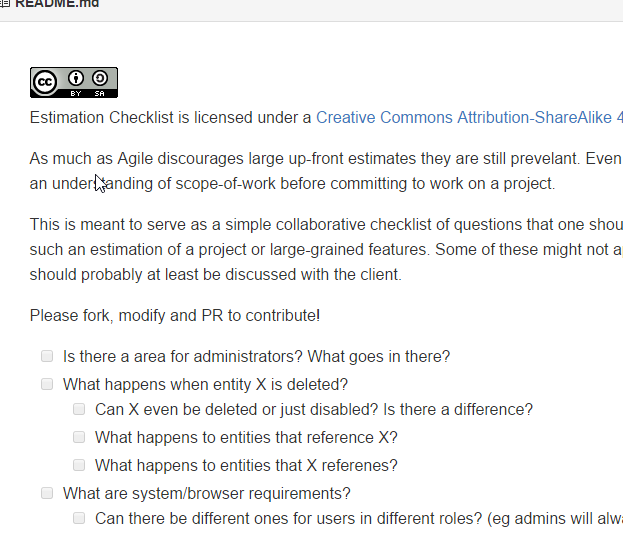 README.md
cc BY SA
Estimation Checklist is licensed under a Creative Commons Attribution-ShareAlike 4
As much as Agile discourages large up-front estimates they are still prevelant. Even
an understanding of scope-of-work before committing to work on a project.
This is meant to serve as a simple collaborative checklist of questions that one shou
such an estimation of a project or large-grained features. Some of these might not a
should probably at least be discussed with the client.
Please fork, modify and PR to contribute!
Is there a area for administrators? What goes in there?
What happens when entity X is deleted?
Can X even be deleted or just disabled? Is there a difference?
What happens to entities that reference X?
What happens to entities that X referenes?
What are system/browser requirements?
Can there be different ones for users in different roles? (eg admins will alw